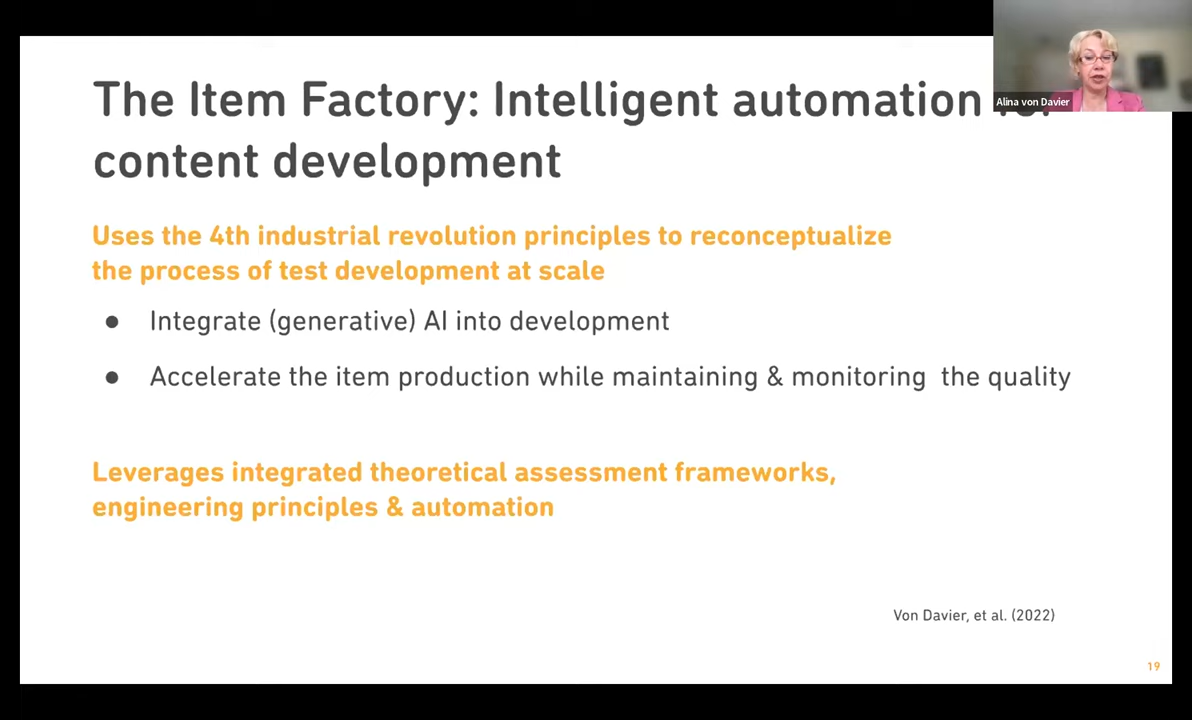 The Item Factory: Intelligent automation
content development
Alina von Davier
Uses the 4th industrial revolution principles to reconceptualize
the process of test development at scale
● Integrate (generative) AI into development
● Accelerate the item production while maintaining & monitoring the quality
Leverages integrated theoretical assessment frameworks,
engineering principles & automation
Von Davier, et al. (2022)
19